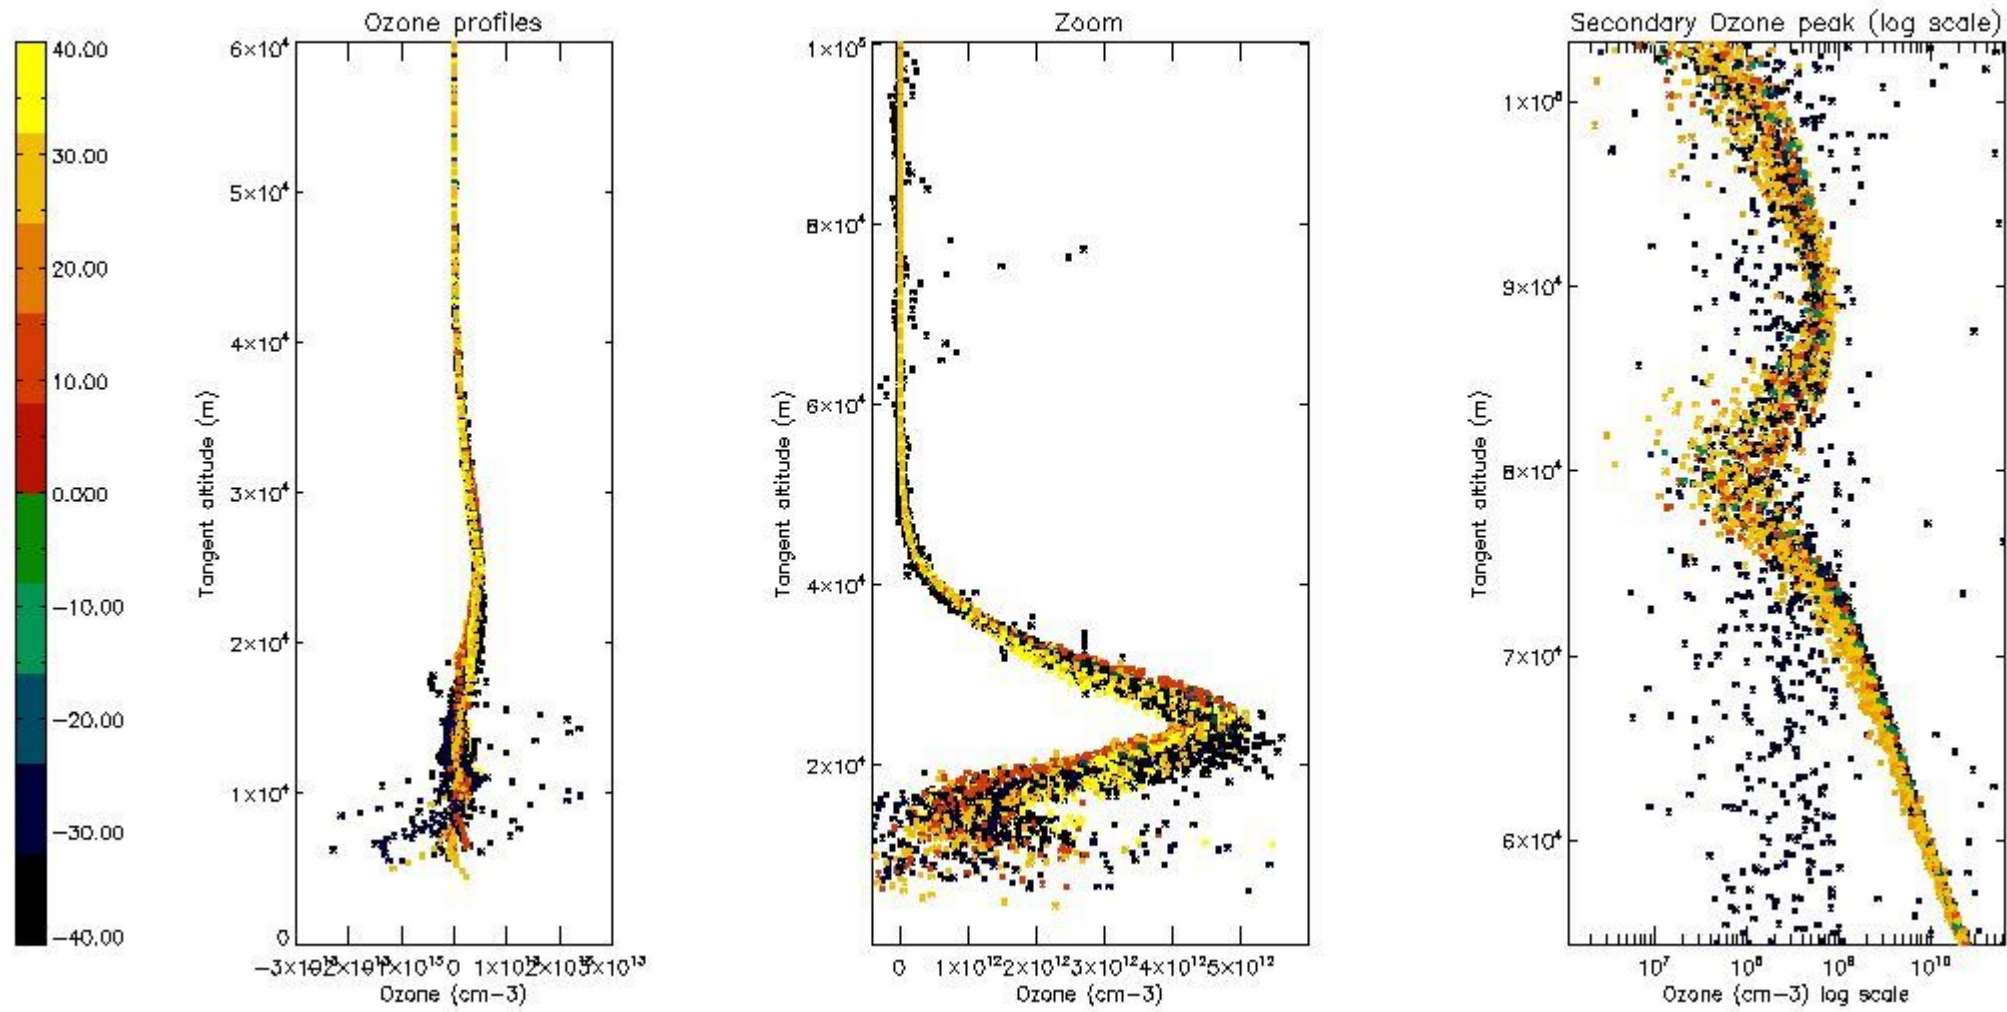 Ozone profiles
Zoom
Secondary Ozone peak (log scale)
40.00
30.00
20.00
10.00
0.000
−10.00
−20.00
−30.00
−40.00
Tangent altitude (m)
6×10⁴
5×10⁴
4×10⁴
3×10⁴
2×10⁴
1×10⁴
0
0
Ozone (cm−3)
Tangent altitude (m)
1×10⁵
8×10⁴
6×10⁴
4×10⁴
2×10⁴
0 1×10¹² 2×10¹² 3×10¹² 4×10¹² 5×10¹²
Ozone (cm−3)
Tangent altitude (m)
9×10⁴
8×10⁴
7×10⁴
6×10⁴
10⁷ 10⁸ 10⁹ 10¹⁰
Ozone (cm−3) log scale